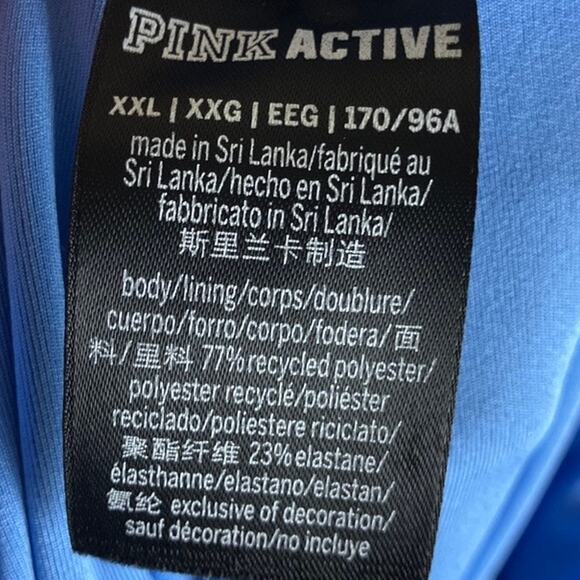 PINK ACTIVE
XXL | XXG | EEG | 170/96A
made in Sri Lanka/fabriqué au
Sri Lanka/hecho en Sri Lanka/
fabbricato in Sri Lanka/
斯里兰卡制造
body/lining/corps/doublure/
cuerpo/forro/corpo/fodera/面
料/里料 77% recycled polyester/
polyester recyclé/poliéster
reciclado/poliestere riciclato/
聚酯纤维 23% elastane/
élasthanne/elastano/elastan/
氨纶 exclusive of decoration/
sauf décoration/no incluye